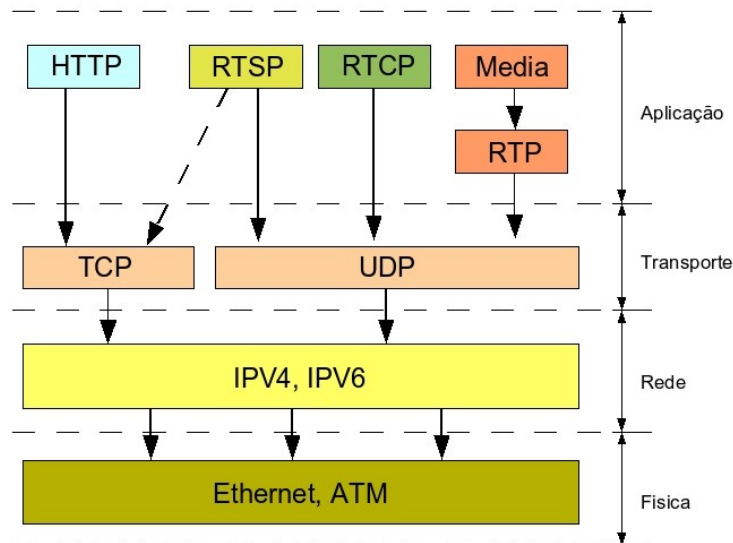 HTTP
RTSP
RTCP
Media
RTP
Aplicação
TCP
UDP
Transporte
IPV4, IPV6
Rede
Ethernet, ATM
Fisica